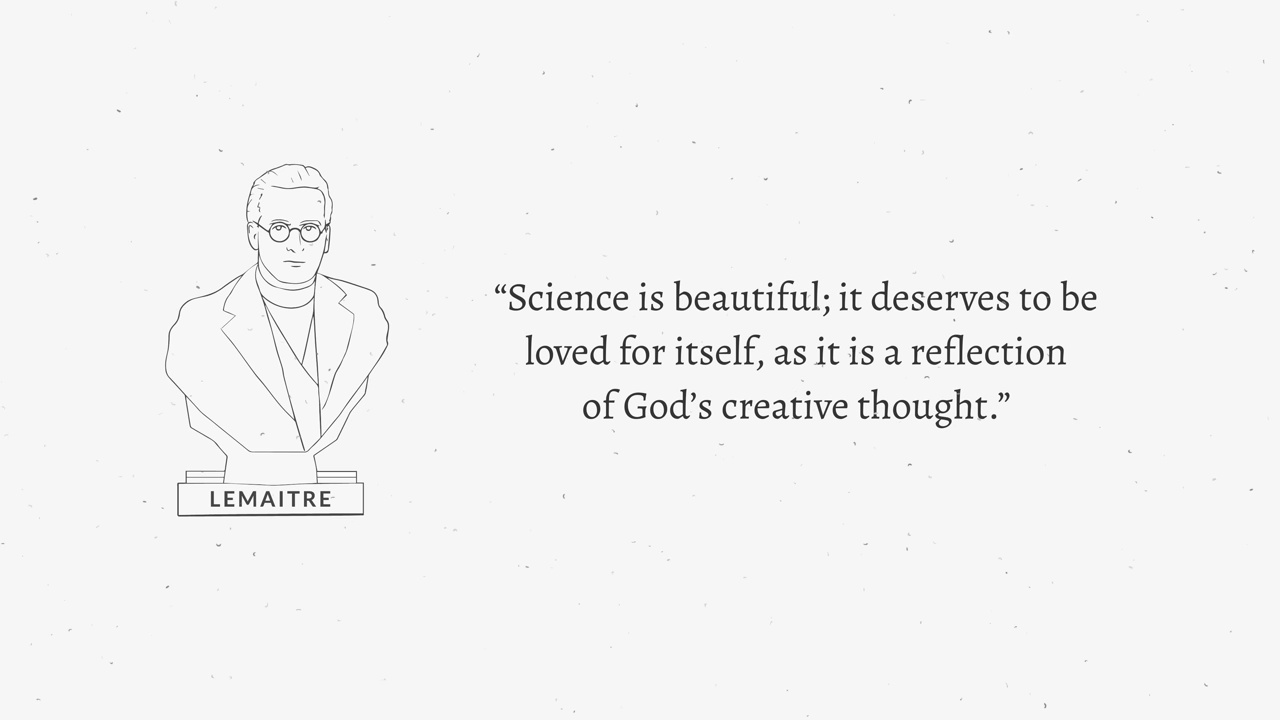 LEMAITRE
“Science is beautiful; it deserves to be
loved for itself, as it is a reflection
of God’s creative thought.”